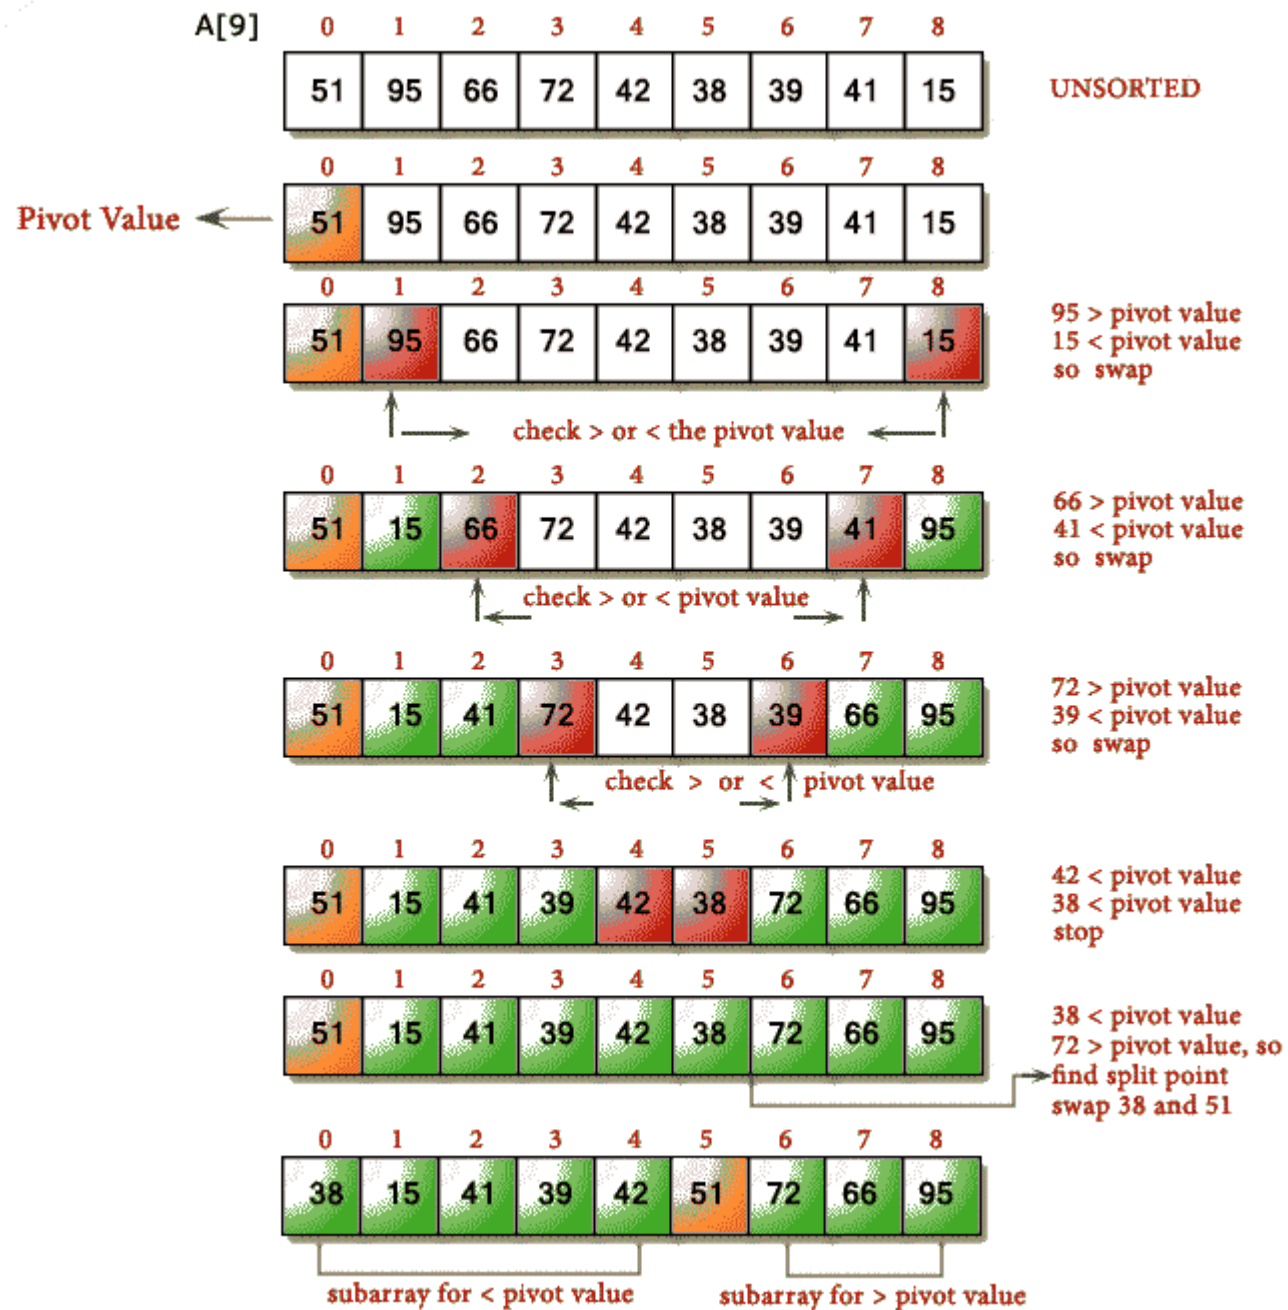 A[9] 0 1 2 3 4 5 6 7 8
51 95 66 72 42 38 39 41 15 UNSORTED
0 1 2 3 4 5 6 7 8
Pivot Value 51 95 66 72 42 38 39 41 15
0 1 2 3 4 5 6 7 8
51 95 66 72 42 38 39 41 15
95 > pivot value
15 < pivot value
so swap
check > or < the pivot value
0 1 2 3 4 5 6 7 8
51 15 66 72 42 38 39 41 95
66 > pivot value
41 < pivot value
so swap
check > or < pivot value
0 1 2 3 4 5 6 7 8
51 15 41 72 42 38 39 66 95
72 > pivot value
39 < pivot value
so swap
check > or < pivot value
0 1 2 3 4 5 6 7 8
51 15 41 39 42 38 72 66 95
42 < pivot value
38 < pivot value
stop
0 1 2 3 4 5 6 7 8
51 15 41 39 42 38 72 66 95
38 < pivot value
72 > pivot value, so
find split point
swap 38 and 51
0 1 2 3 4 5 6 7 8
38 15 41 39 42 51 72 66 95
subarray for < pivot value subarray for > pivot value